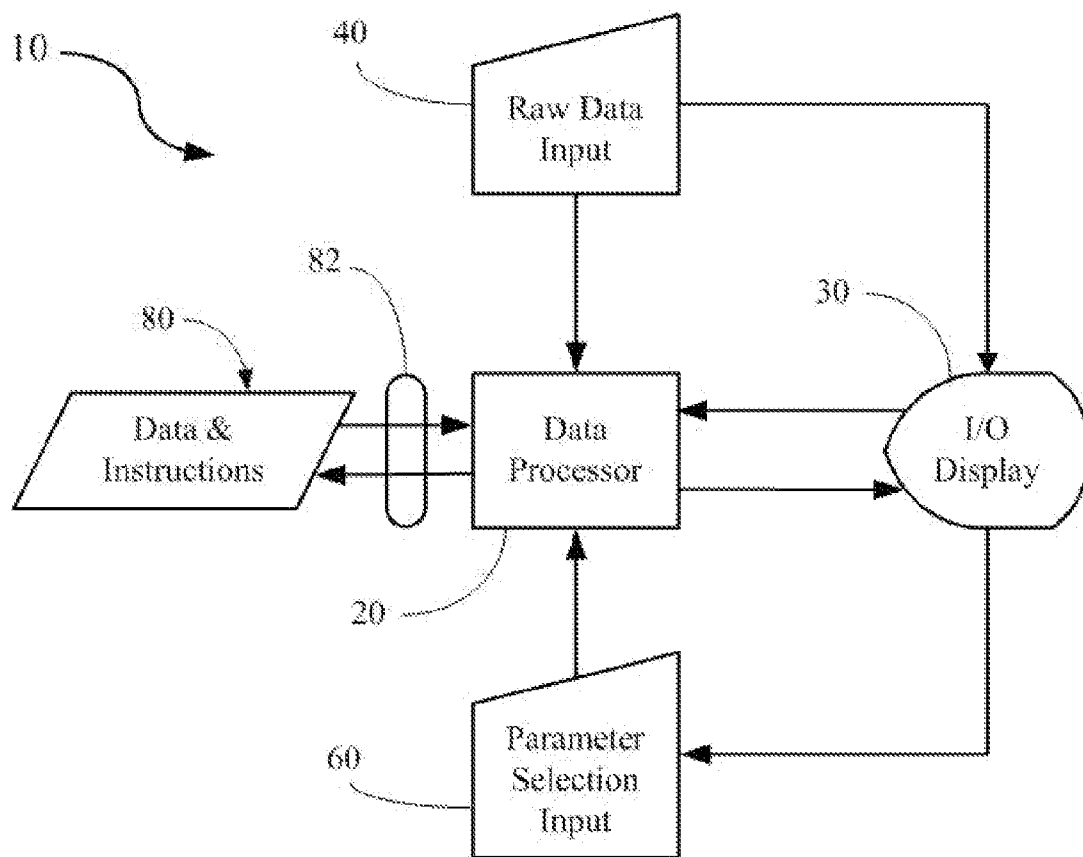 10
40
Raw Data
Input
82
30
80
Data &
Instructions
Data
Processor
I/O
Display
20
60
Parameter
Selection
Input